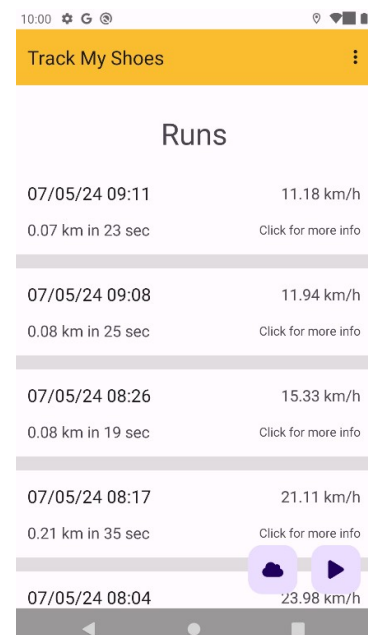 10:00
Track My Shoes
Runs
07/05/24 09:11 11.18 km/h
0.07 km in 23 sec Click for more info
07/05/24 09:08 11.94 km/h
0.08 km in 25 sec Click for more info
07/05/24 08:26 15.33 km/h
0.08 km in 19 sec Click for more info
07/05/24 08:17 21.11 km/h
0.21 km in 35 sec Click for more info
07/05/24 08:04 23.98 km/h